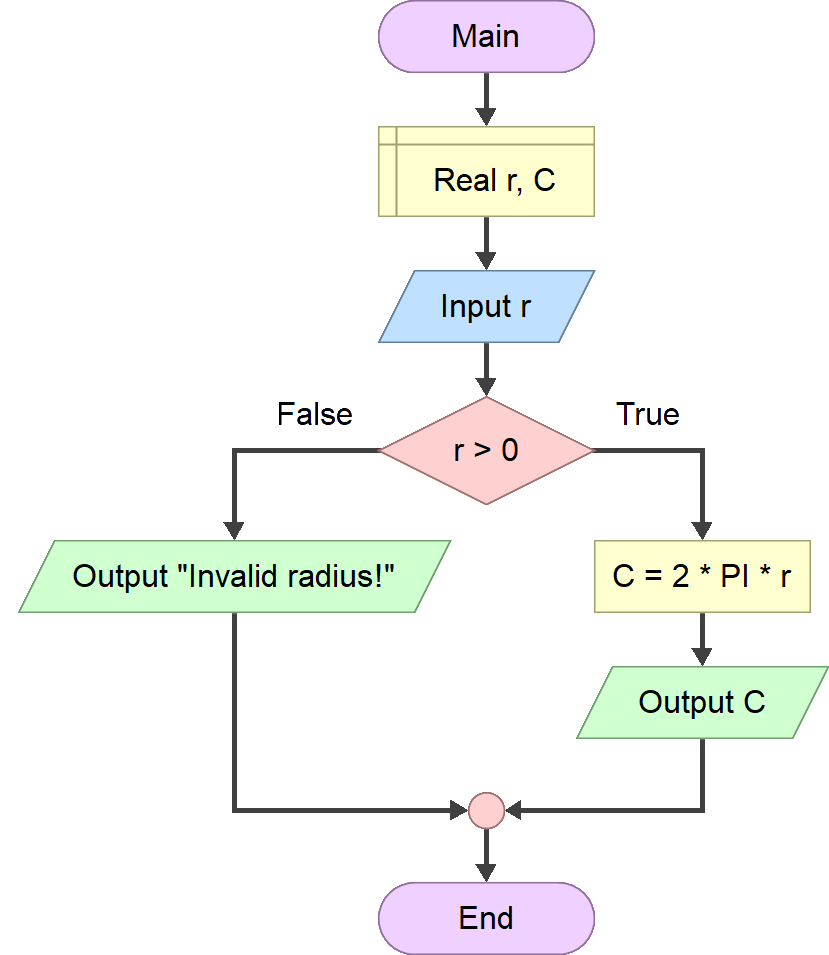 Main
Real r, C
Input r
False
True
r > 0
Output "Invalid radius!"
C = 2 * PI * r
Output C
End